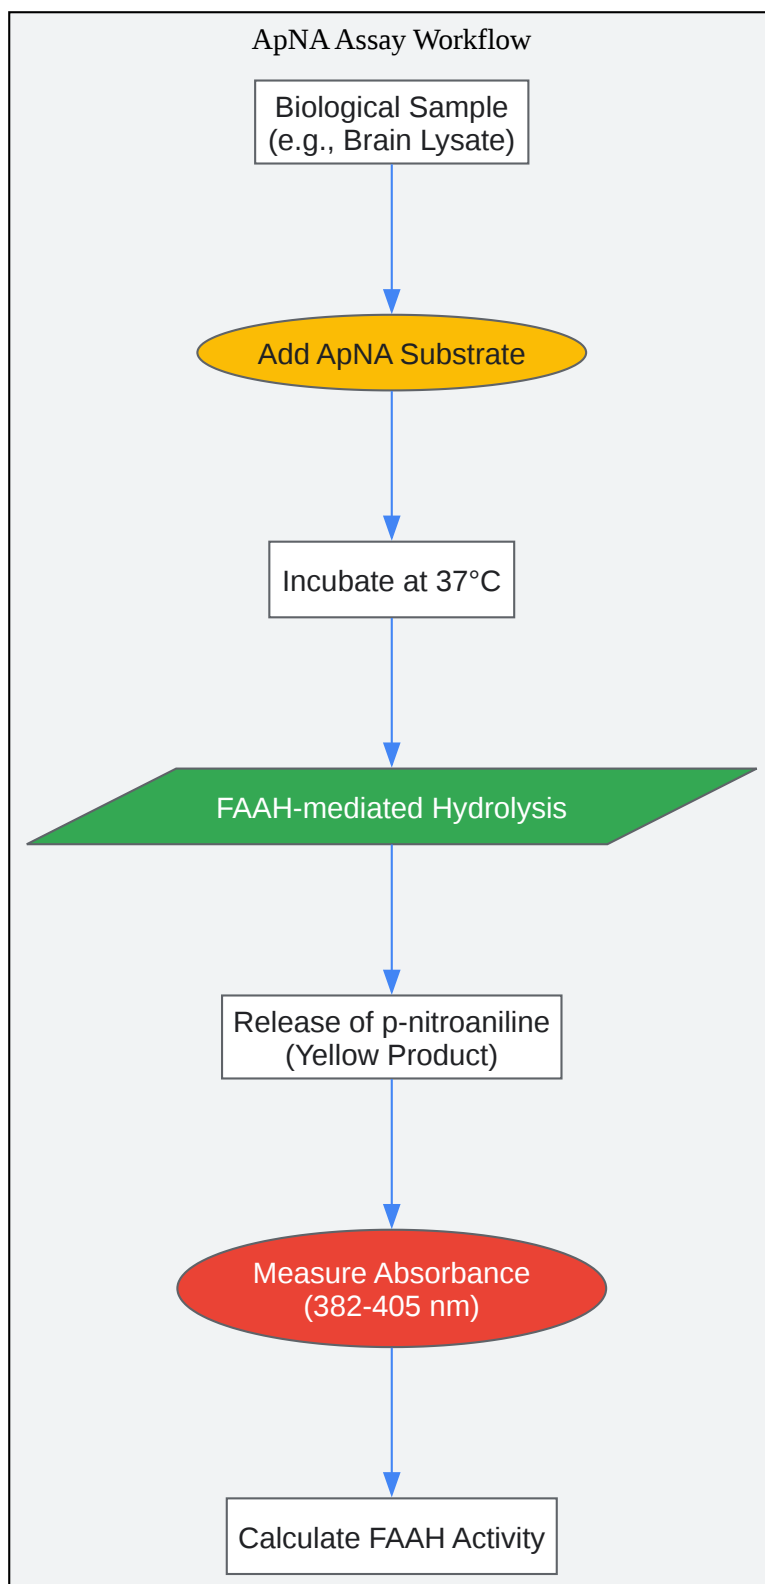 ApNA Assay Workflow
Biological Sample
(e.g., Brain Lysate)
Add ApNA Substrate
Incubate at 37°C
FAAH-mediated Hydrolysis
Release of p-nitroaniline
(Yellow Product)
Measure Absorbance
(382-405 nm)
Calculate FAAH Activity